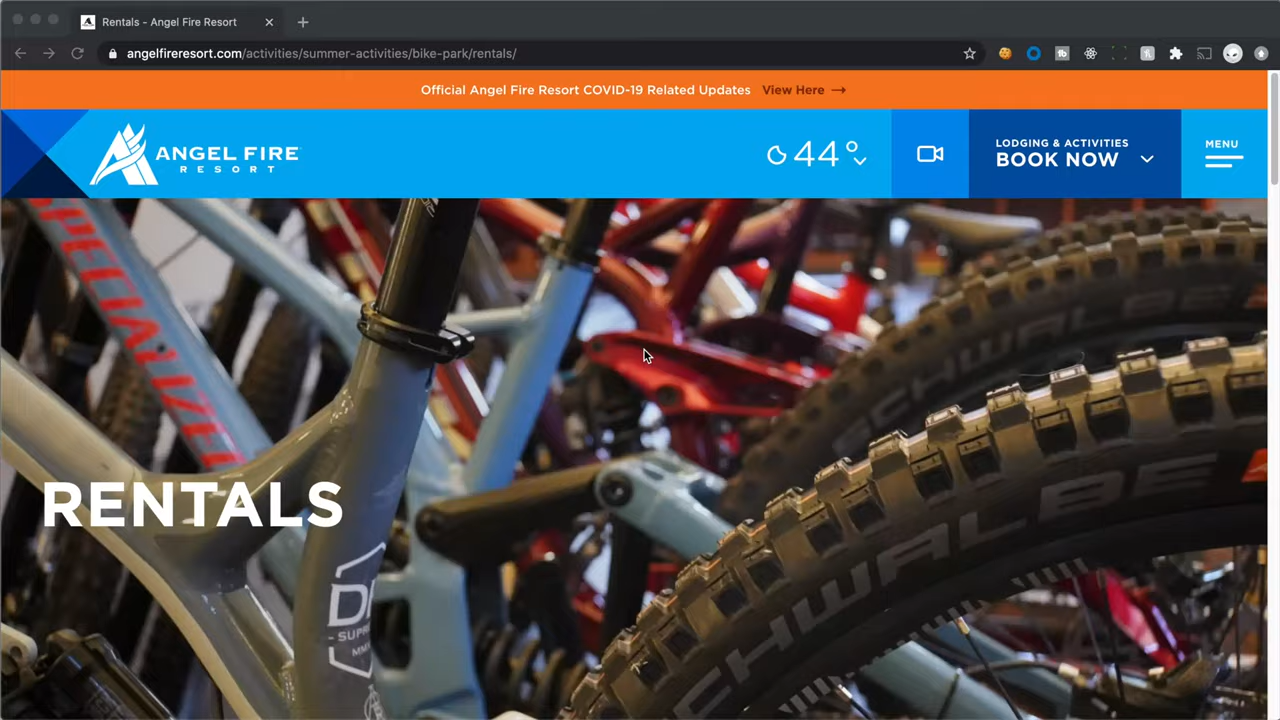 Rentals - Angel Fire Resort
angelfireresort.com/activities/summer-activities/bike-park/rentals/
Official Angel Fire Resort COVID-19 Related Updates View Here →
ANGEL FIRE
RESORT
44°
LODGING & ACTIVITIES
BOOK NOW
MENU
SPECIALIZE
SCHWALBE
RENTALS
SCHWALBE